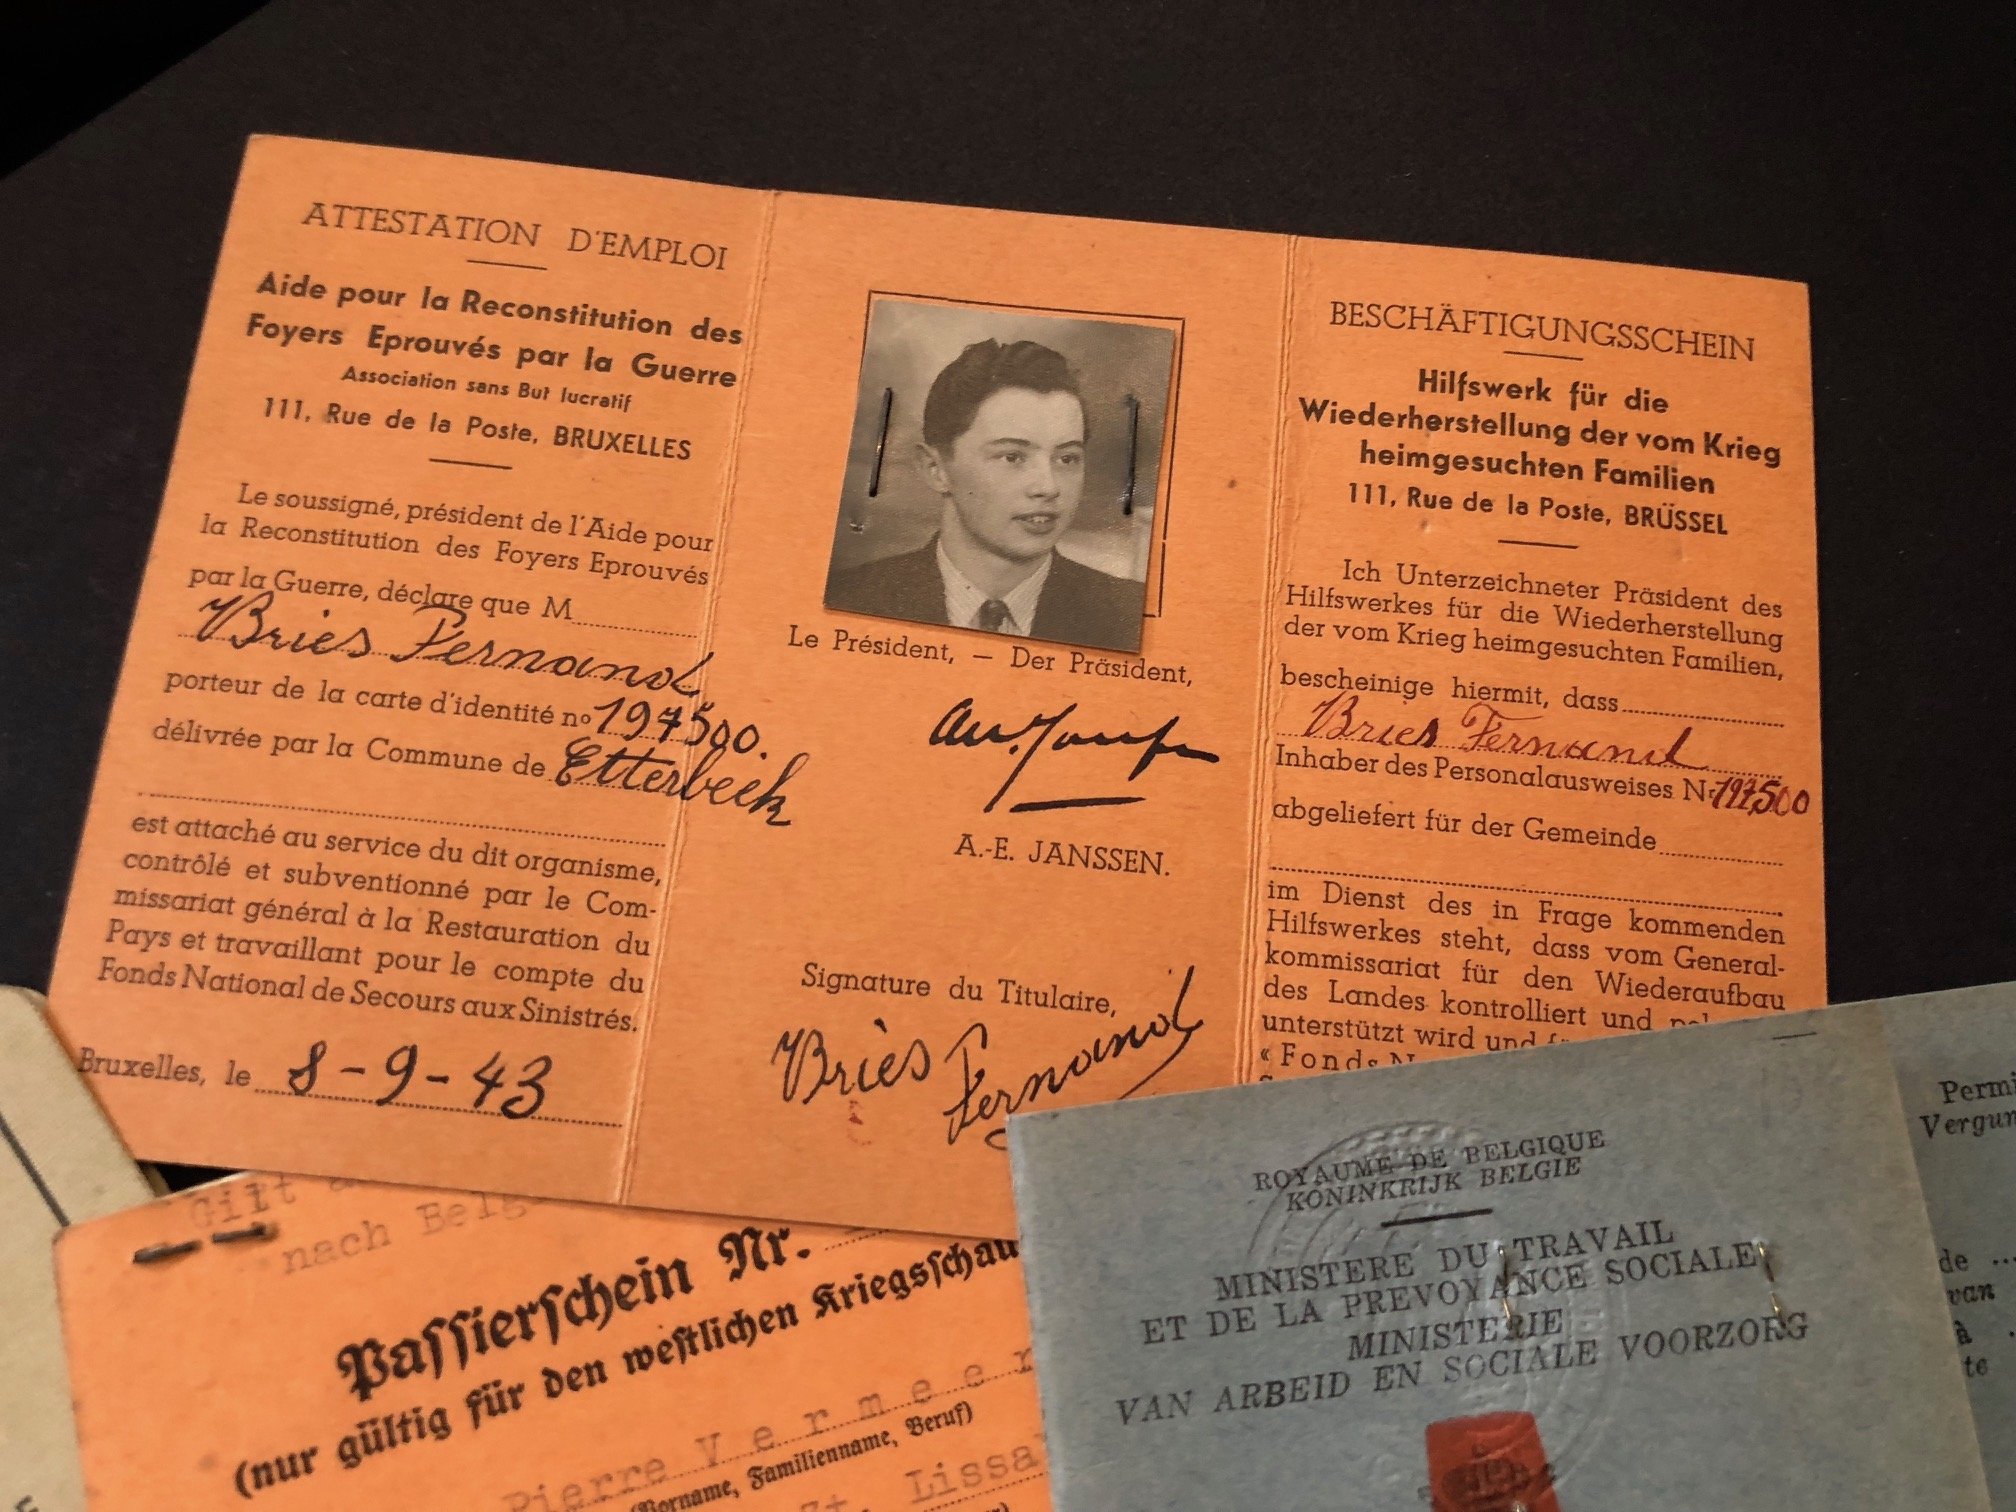 ATTESTATION D'EMPLOI
Aide pour la Reconstitution des
Foyers Eprouvés par la Guerre
Association sans But lucratif
111, Rue de la Poste, BRUXELLES
Le soussigné, président de l'Aide pour
la Reconstitution des Foyers Eprouvés
par la Guerre, déclare que M
Bries Fernand
porteur de la carte d'identité no 197500.
délivrée par la Commune de Etterbeek
est attaché au service du dit organisme,
contrôlé et subventionné par le Com-
missariat général à la Restauration du
Pays et travaillant pour le compte du
Fonds National de Secours aux Sinistrés.
Bruxelles, le 8-9-43
Le Président, — Der Präsident,
A.-E. JANSSEN.
Signature du Titulaire,
Bries
Fernand
BESCHÄFTIGUNGSSCHEIN
Hilfswerk für die
Wiederherstellung der vom Krieg
heimgesuchten Familien
111, Rue de la Poste, BRÜSSEL
Ich Unterzeichneter Präsident des
Hilfswerkes für die Wiederherstellung
der vom Krieg heimgesuchten Familien,
bescheinige hiermit, dass
Bries Fernand
Inhaber des Personalausweises Nr 197500
abgeliefert für der Gemeinde
im Dienst des in Frage kommenden
Hilfswerkes steht, dass vom General-
kommissariat für den Wiederaufbau
des Landes kontrolliert und
unterstützt wird und
« Fonds
nach
Passierschein Nr.
(nur gültig für den westlichen Kriegsschau
Pierre Vermeer
Vorname, Familienname, Beruf)
ROYAUME DE BELGIQUE
KONINKRIJK BELGIE
MINISTERE DU TRAVAIL
ET DE LA PREVOYANCE SOCIALE
MINISTERIE
VAN ARBEID EN SOCIALE VOORZORG
Permi
Vergun
de ...
van
à
te